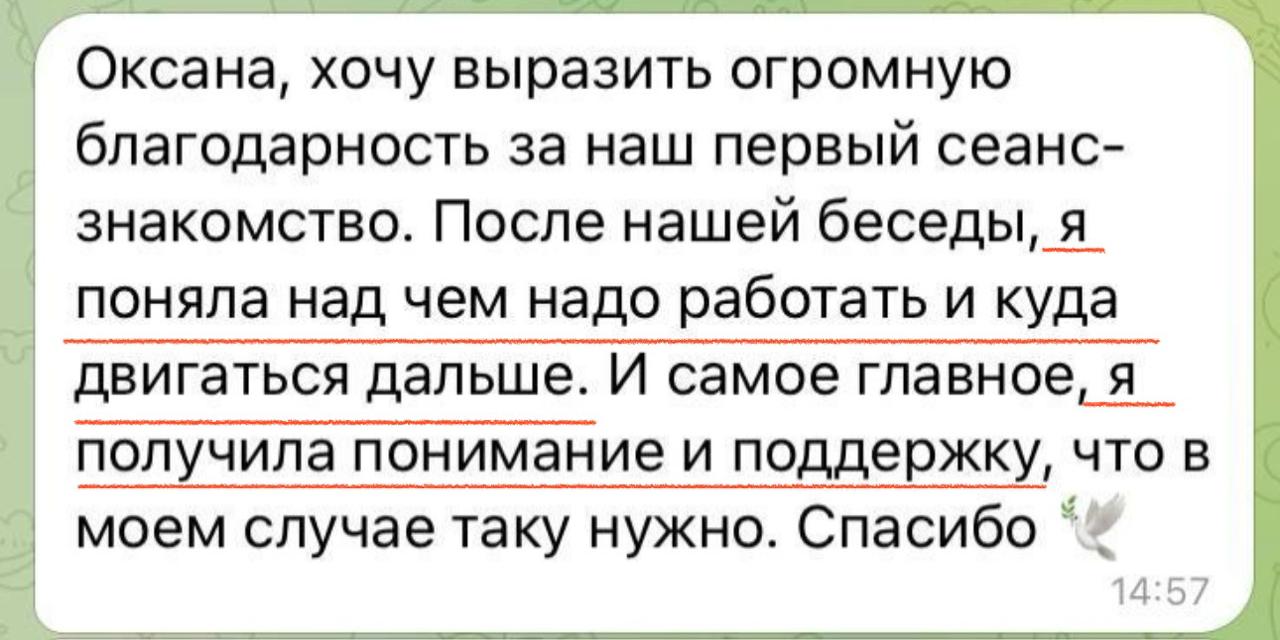 Оксана, хочу выразить огромную
благодарность за наш первый сеанс-
знакомство. После нашей беседы, я
поняла над чем надо работать и куда
двигаться дальше. И самое главное, я
получила понимание и поддержку, что в
моем случае таку нужно. Спасибо 🕊️
14:57